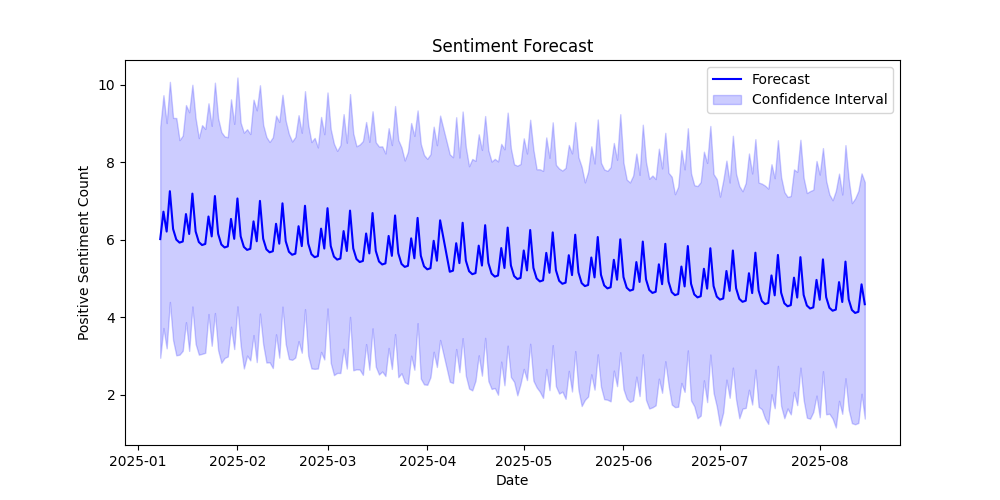 Sentiment Forecast
Forecast
Confidence Interval
Positive Sentiment Count
10
8
6
4
2
2025-01 2025-02 2025-03 2025-04 2025-05 2025-06 2025-07 2025-08
Date